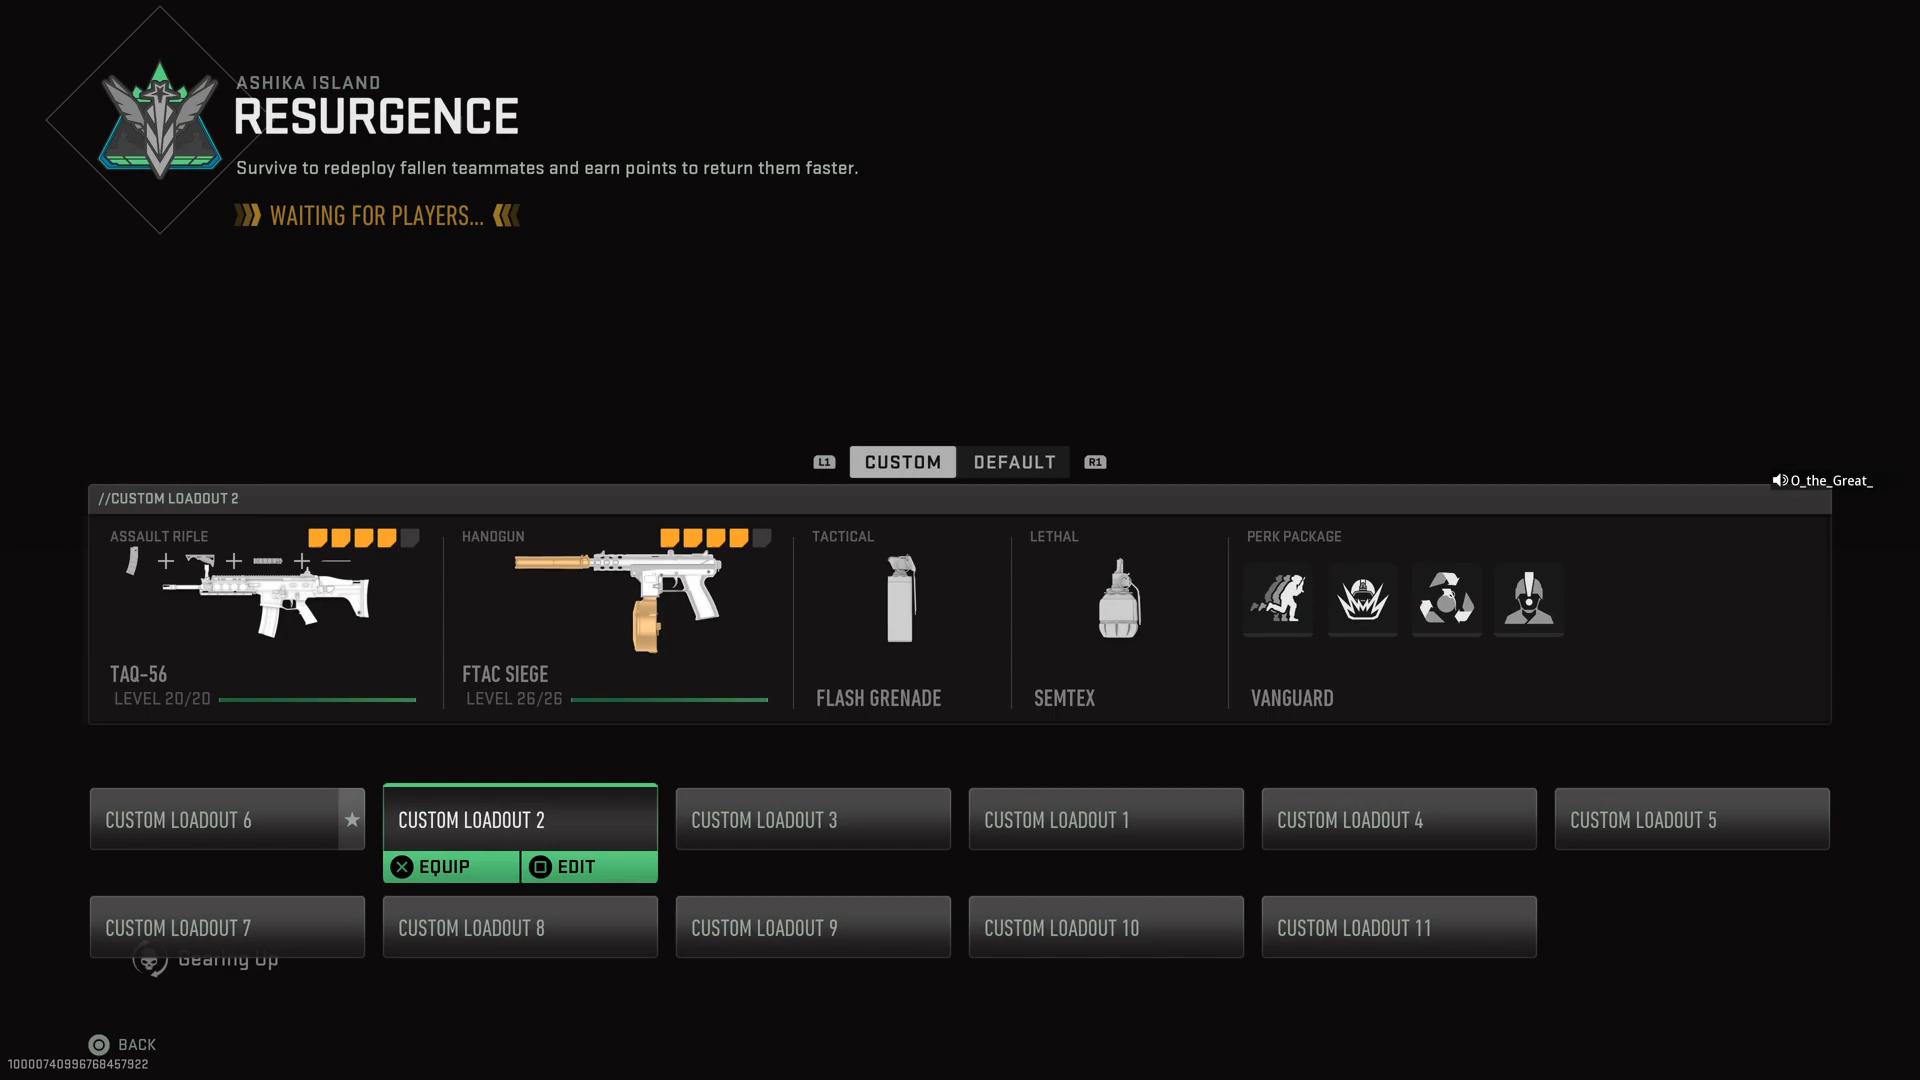 ASHIKA ISLAND
RESURGENCE
Survive to redeploy fallen teammates and earn points to return them faster.
WAITING FOR PLAYERS...
L1 CUSTOM DEFAULT R1
O_the_Great_
//CUSTOM LOADOUT 2
ASSAULT RIFLE HANDGUN TACTICAL LETHAL PERK PACKAGE
TAQ-56 FTAC SIEGE
LEVEL 20/20 LEVEL 26/26 FLASH GRENADE SEMTEX VANGUARD
CUSTOM LOADOUT 6 CUSTOM LOADOUT 2 CUSTOM LOADOUT 3 CUSTOM LOADOUT 1 CUSTOM LOADOUT 4 CUSTOM LOADOUT 5
EQUIP EDIT
CUSTOM LOADOUT 7 CUSTOM LOADOUT 8 CUSTOM LOADOUT 9 CUSTOM LOADOUT 10 CUSTOM LOADOUT 11
Gearing Up
BACK
10000740996768457922